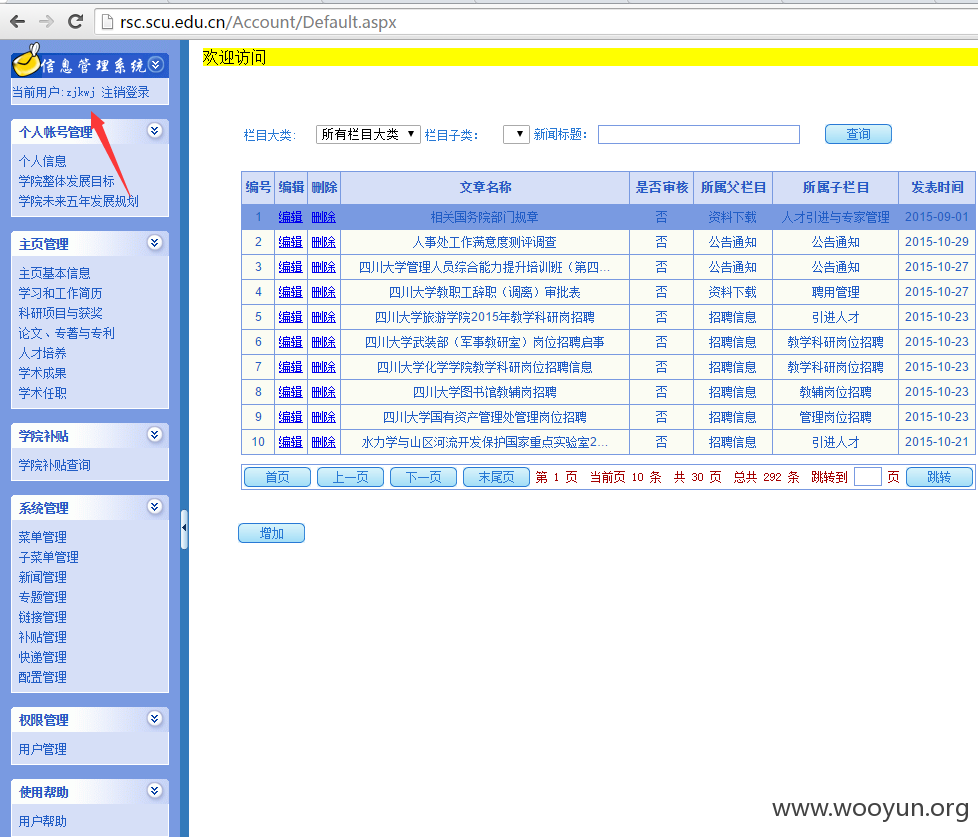 rsc.scu.edu.cn/Account/Default.aspx
信息管理系统
当前用户:zjkwj 注销登录
个人帐号管理
个人信息
学院整体发展目标
学院未来五年发展规划
主页管理
主页基本信息
学习和工作简历
科研项目与获奖
论文、专著与专利
人才培养
学术成果
学术任职
学院补贴
学院补贴查询
系统管理
菜单管理
子菜单管理
新闻管理
专题管理
链接管理
补贴管理
快递管理
配置管理
权限管理
用户管理
使用帮助
用户帮助
欢迎访问
栏目大类: 所有栏目大类 栏目子类: 新闻标题: 查询
编号 编辑 删除 文章名称 是否审核 所属父栏目 所属子栏目 发表时间
1 编辑 删除 相关国务院部门规章 否 资料下载 人才引进与专家管理 2015-09-01
2 编辑 删除 人事处工作满意度测评调查 否 公告通知 公告通知 2015-10-29
3 编辑 删除 四川大学管理人员综合能力提升培训班（第四... 否 公告通知 公告通知 2015-10-27
4 编辑 删除 四川大学教职工辞职（调离）审批表 否 资料下载 聘用管理 2015-10-27
5 编辑 删除 四川大学旅游学院2015年教学科研岗招聘 否 招聘信息 引进人才 2015-10-23
6 编辑 删除 四川大学武装部（军事教研室）岗位招聘启事 否 招聘信息 教学科研岗位招聘 2015-10-23
7 编辑 删除 四川大学化学学院教学科研岗位招聘信息 否 招聘信息 教学科研岗位招聘 2015-10-23
8 编辑 删除 四川大学图书馆教辅岗招聘 否 招聘信息 教辅岗位招聘 2015-10-23
9 编辑 删除 四川大学国有资产管理处管理岗位招聘 否 招聘信息 管理岗位招聘 2015-10-23
10 编辑 删除 水力学与山区河流开发保护国家重点实验室2... 否 招聘信息 引进人才 2015-10-21
首页 上一页 下一页 末尾页 第 1 页 当前页 10 条 共 30 页 总共 292 条 跳转到 页 跳转
增加
www.wooyun.org